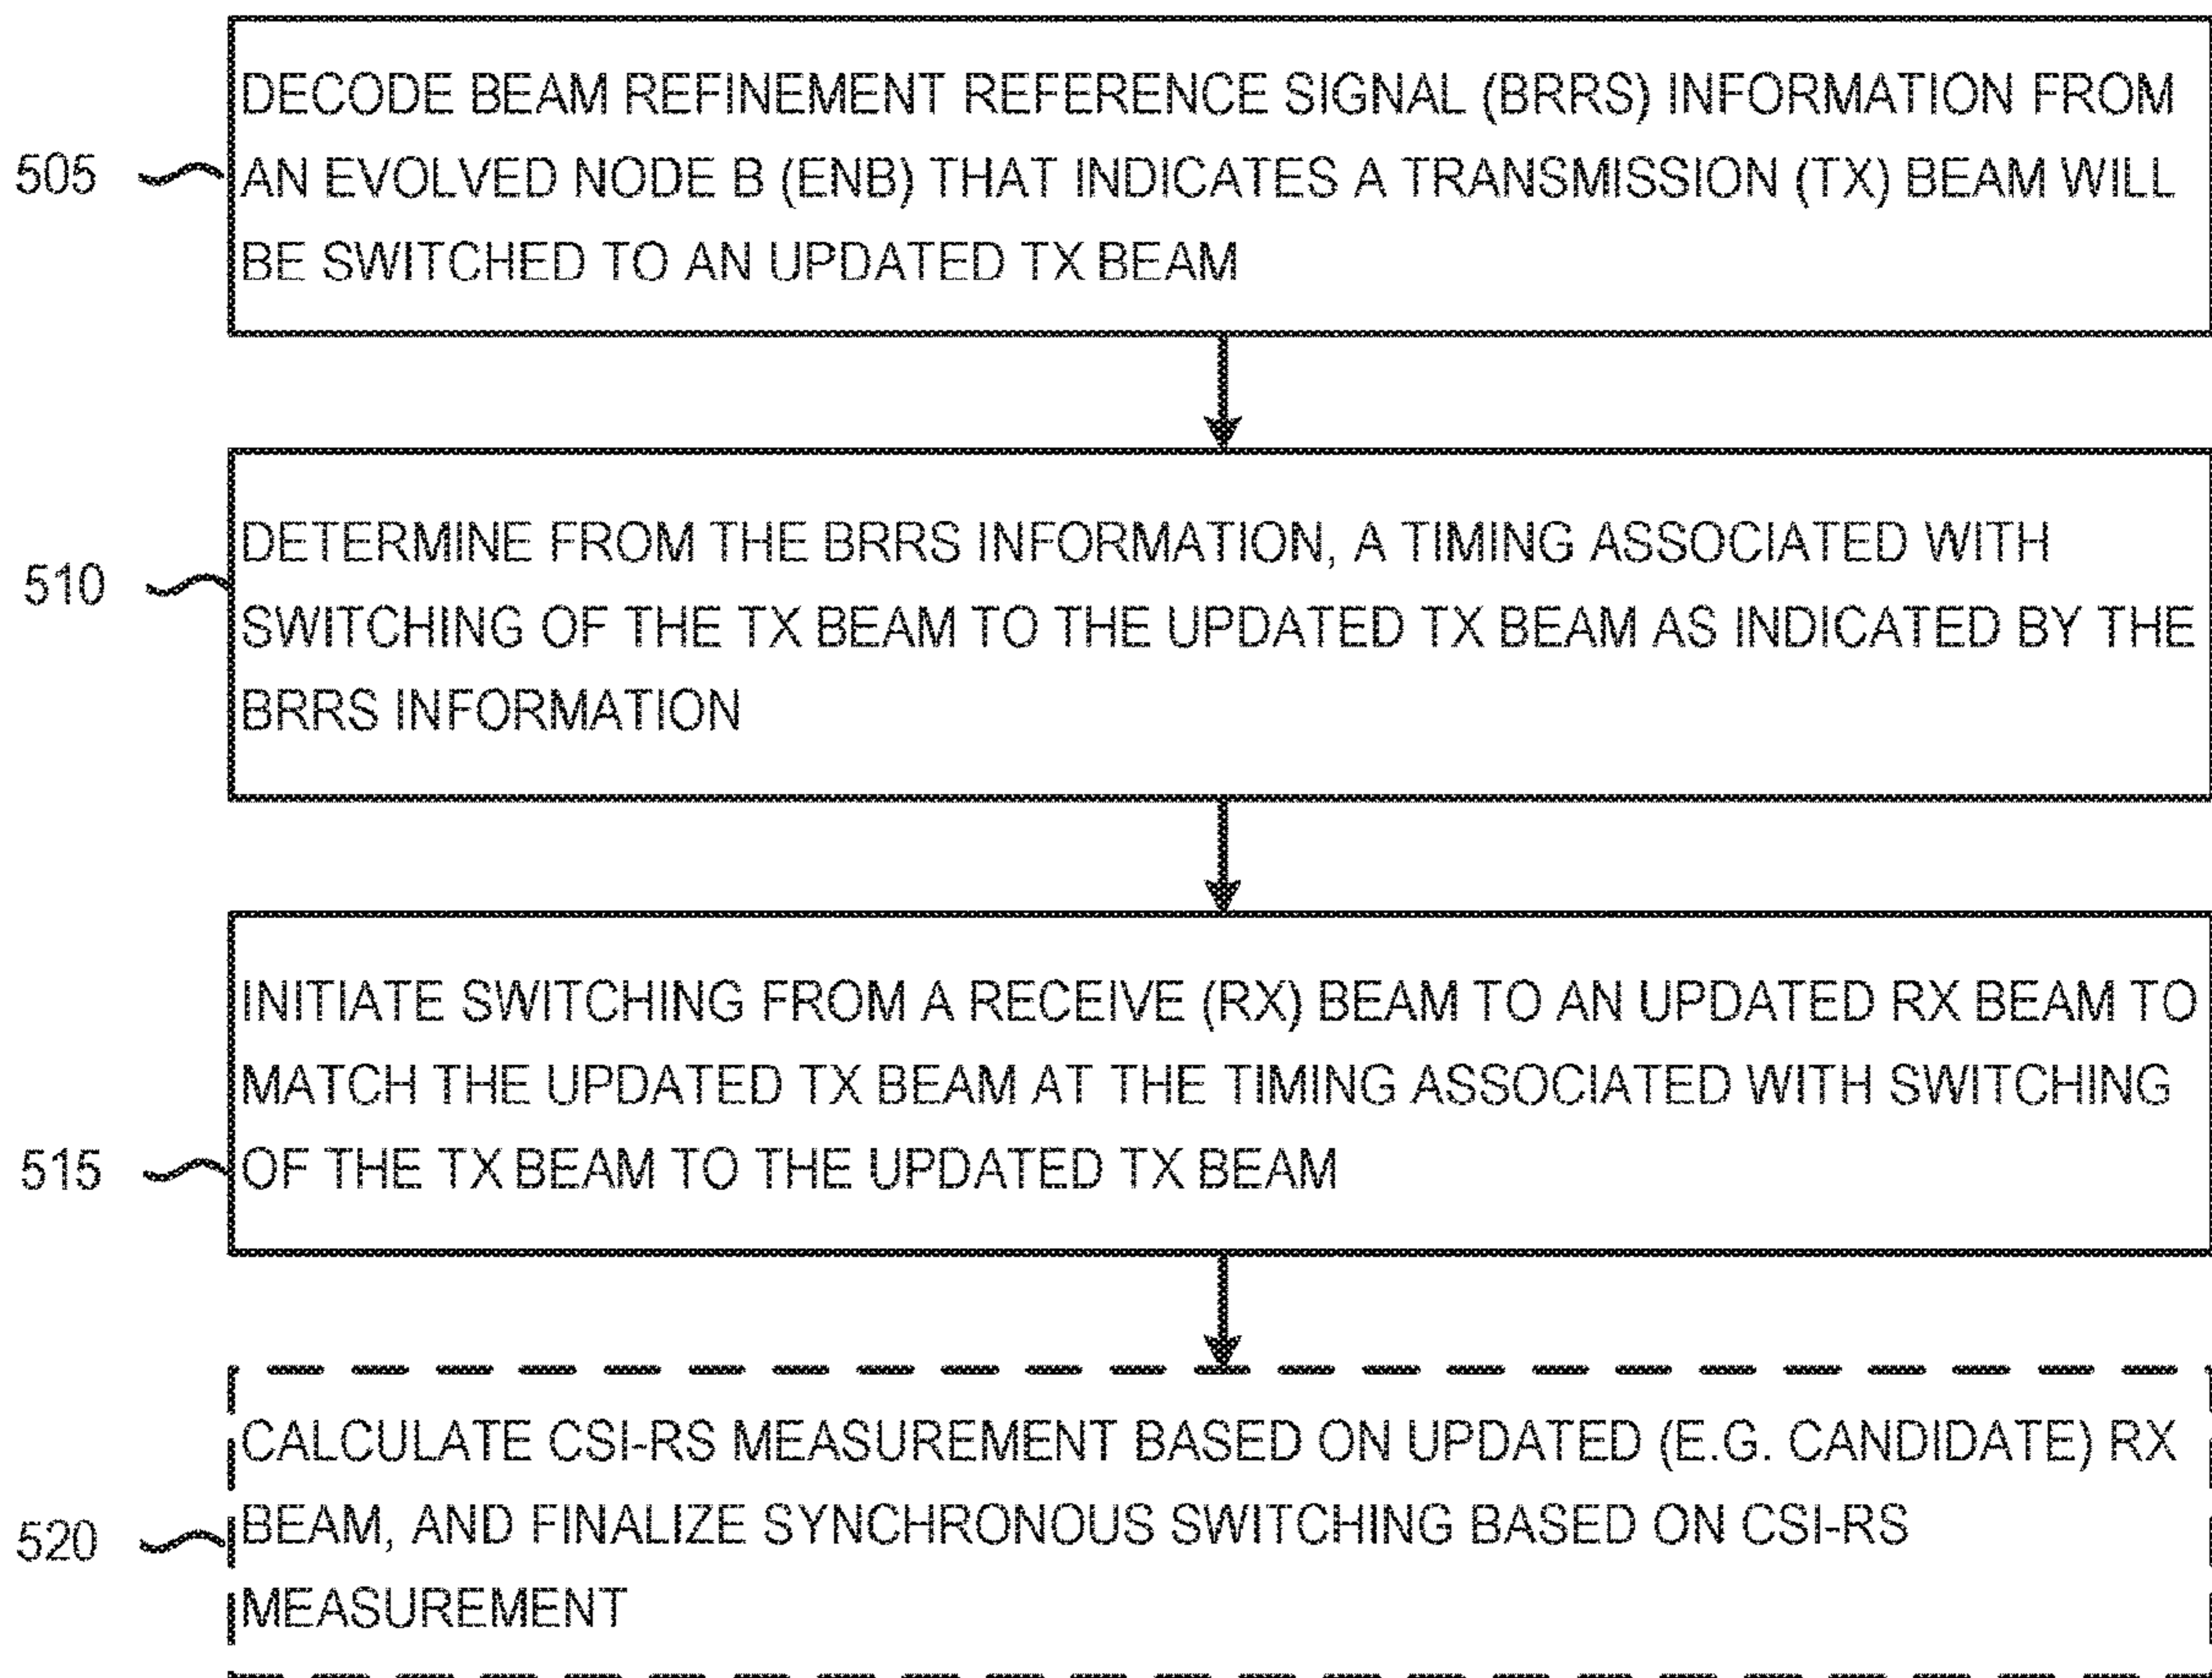 DECODE BEAM REFINEMENT REFERENCE SIGNAL (BRRS) INFORMATION FROM
505 AN EVOLVED NODE B (ENB) THAT INDICATES A TRANSMISSION (TX) BEAM WILL
BE SWITCHED TO AN UPDATED TX BEAM
DETERMINE FROM THE BRRS INFORMATION, A TIMING ASSOCIATED WITH
510 SWITCHING OF THE TX BEAM TO THE UPDATED TX BEAM AS INDICATED BY THE
BRRS INFORMATION
INITIATE SWITCHING FROM A RECEIVE (RX) BEAM TO AN UPDATED RX BEAM TO
MATCH THE UPDATED TX BEAM AT THE TIMING ASSOCIATED WITH SWITCHING
515 OF THE TX BEAM TO THE UPDATED TX BEAM
CALCULATE CSI-RS MEASUREMENT BASED ON UPDATED (E.G. CANDIDATE) RX
520 BEAM, AND FINALIZE SYNCHRONOUS SWITCHING BASED ON CSI-RS
MEASUREMENT